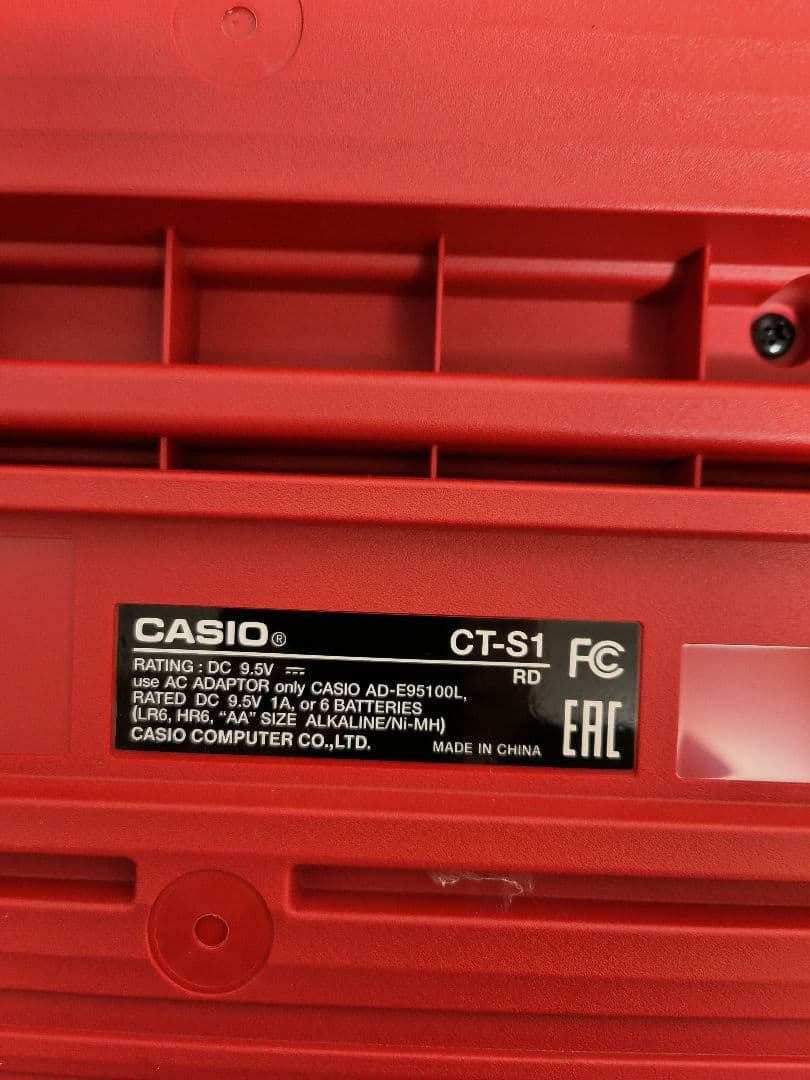 CASIO®
CT-S1
RD
RATING : DC 9.5V ⎓
use AC ADAPTOR only CASIO AD-E95100L,
RATED DC 9.5V 1A, or 6 BATTERIES
(LR6, HR6, “AA” SIZE ALKALINE/Ni-MH)
CASIO COMPUTER CO.,LTD.
MADE IN CHINA
FC
EAC